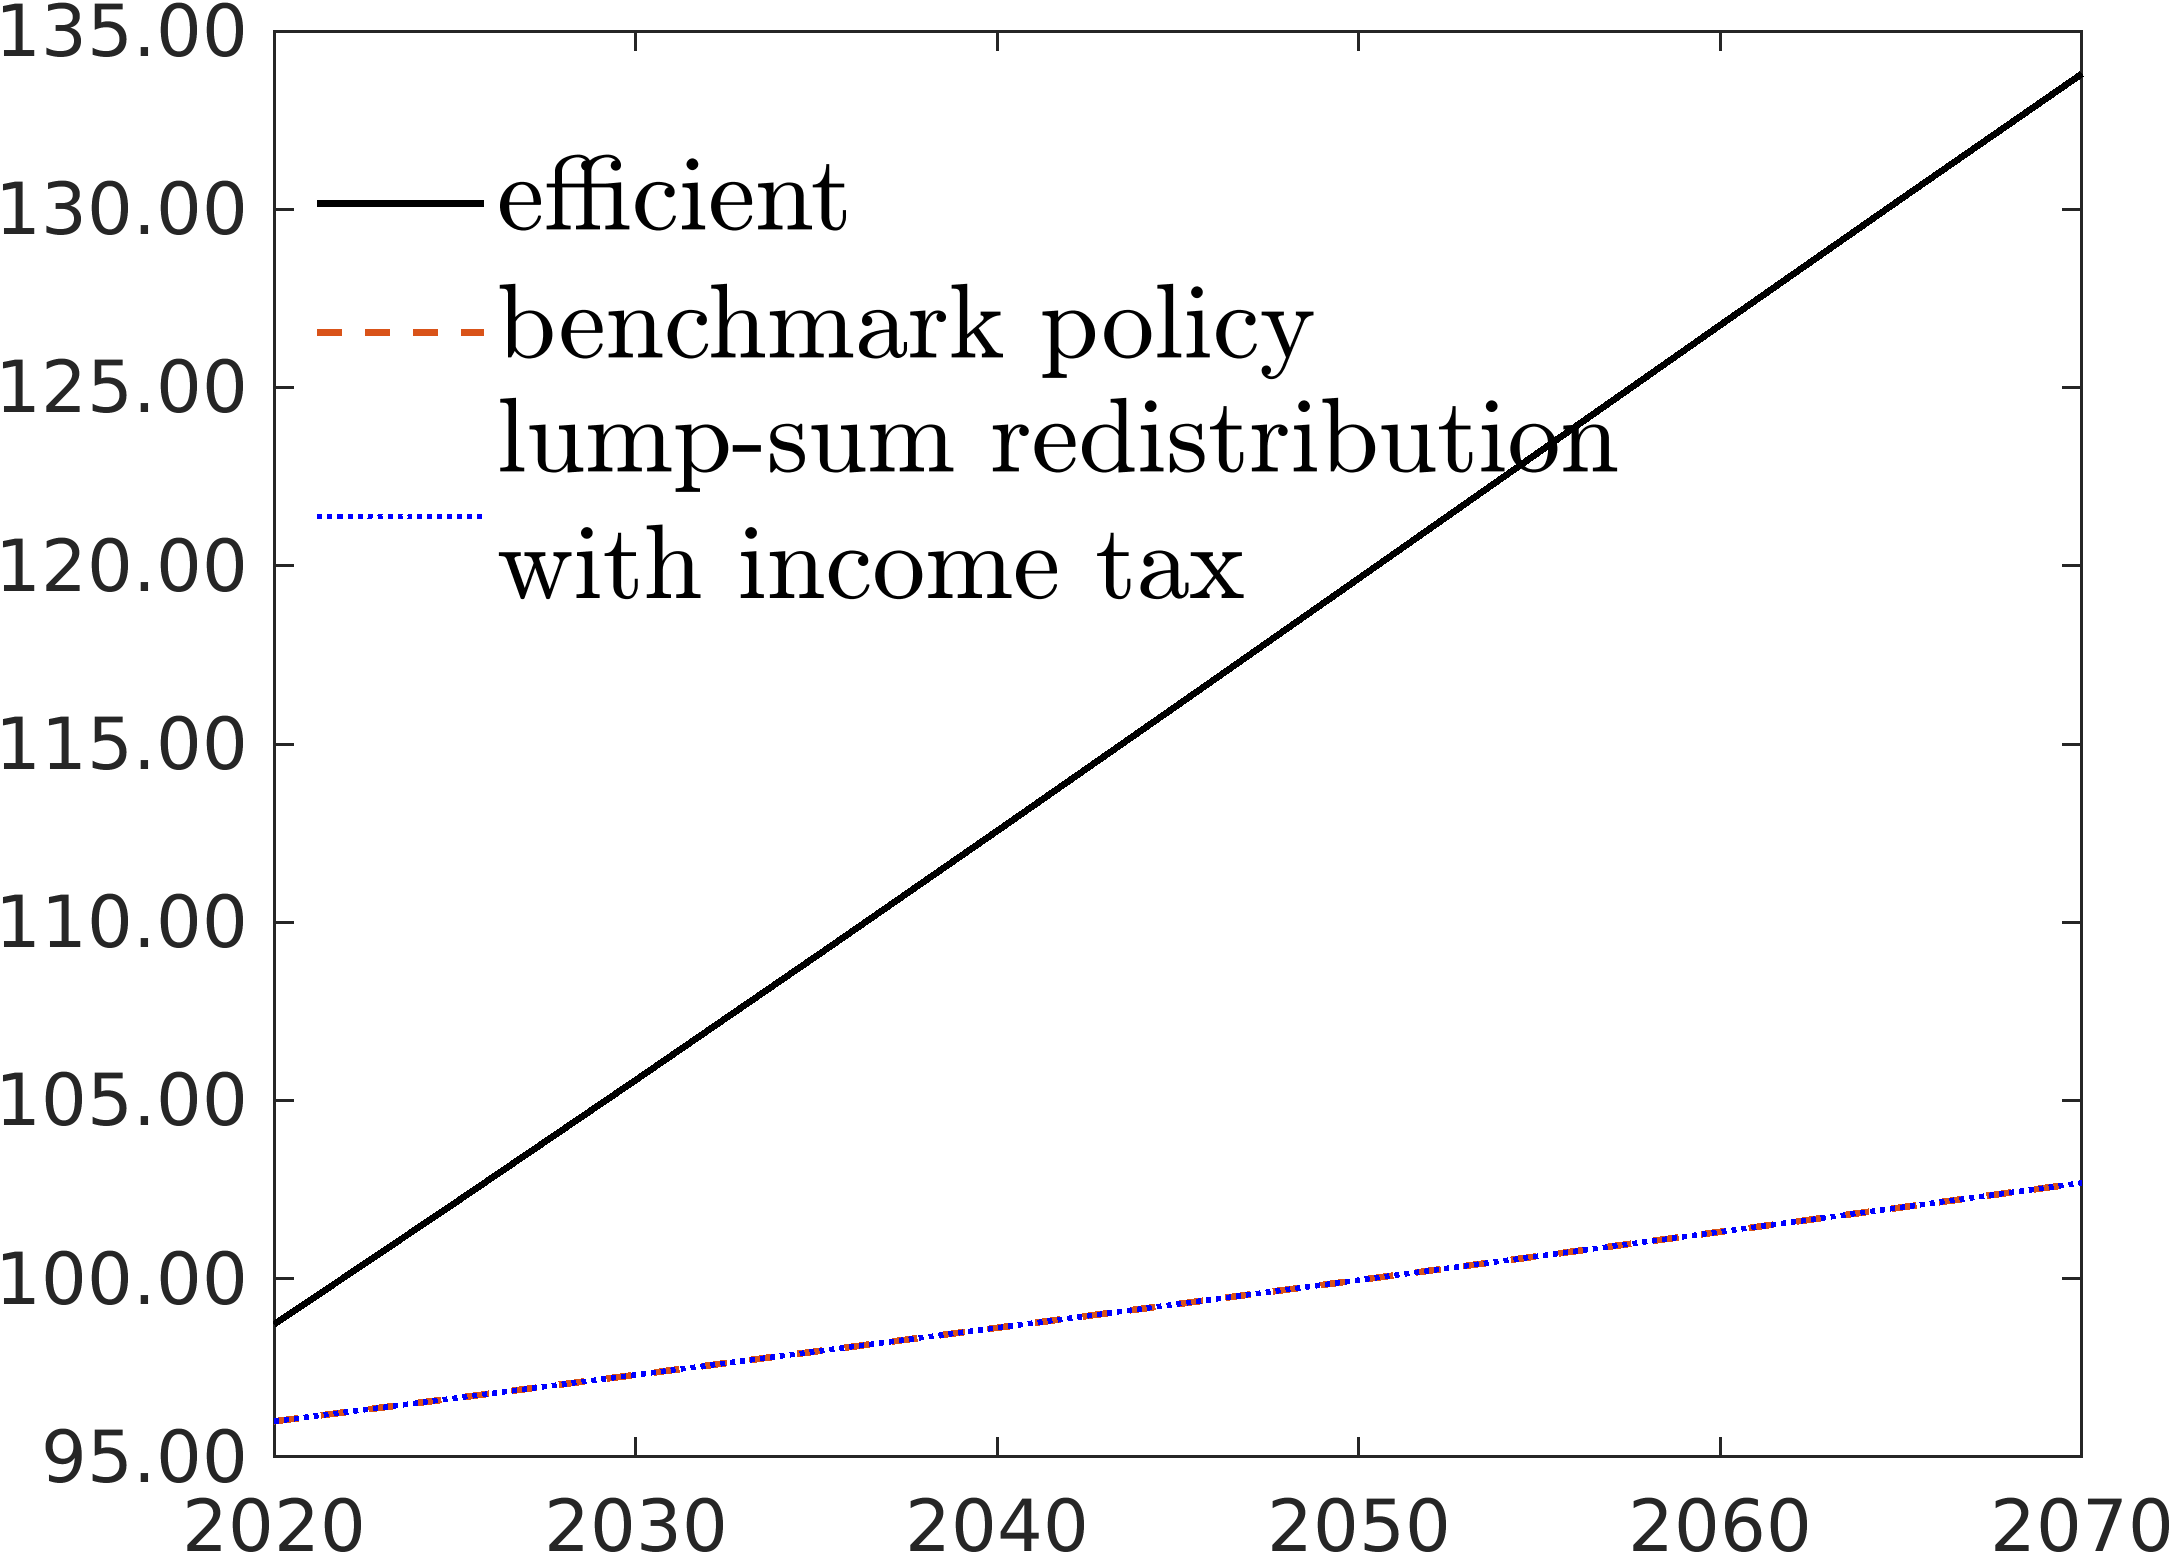 135.00
130.00
125.00
120.00
115.00
110.00
105.00
100.00
95.00
efficient
benchmark policy
lump-sum redistribution
with income tax
2020 2030 2040 2050 2060 2070